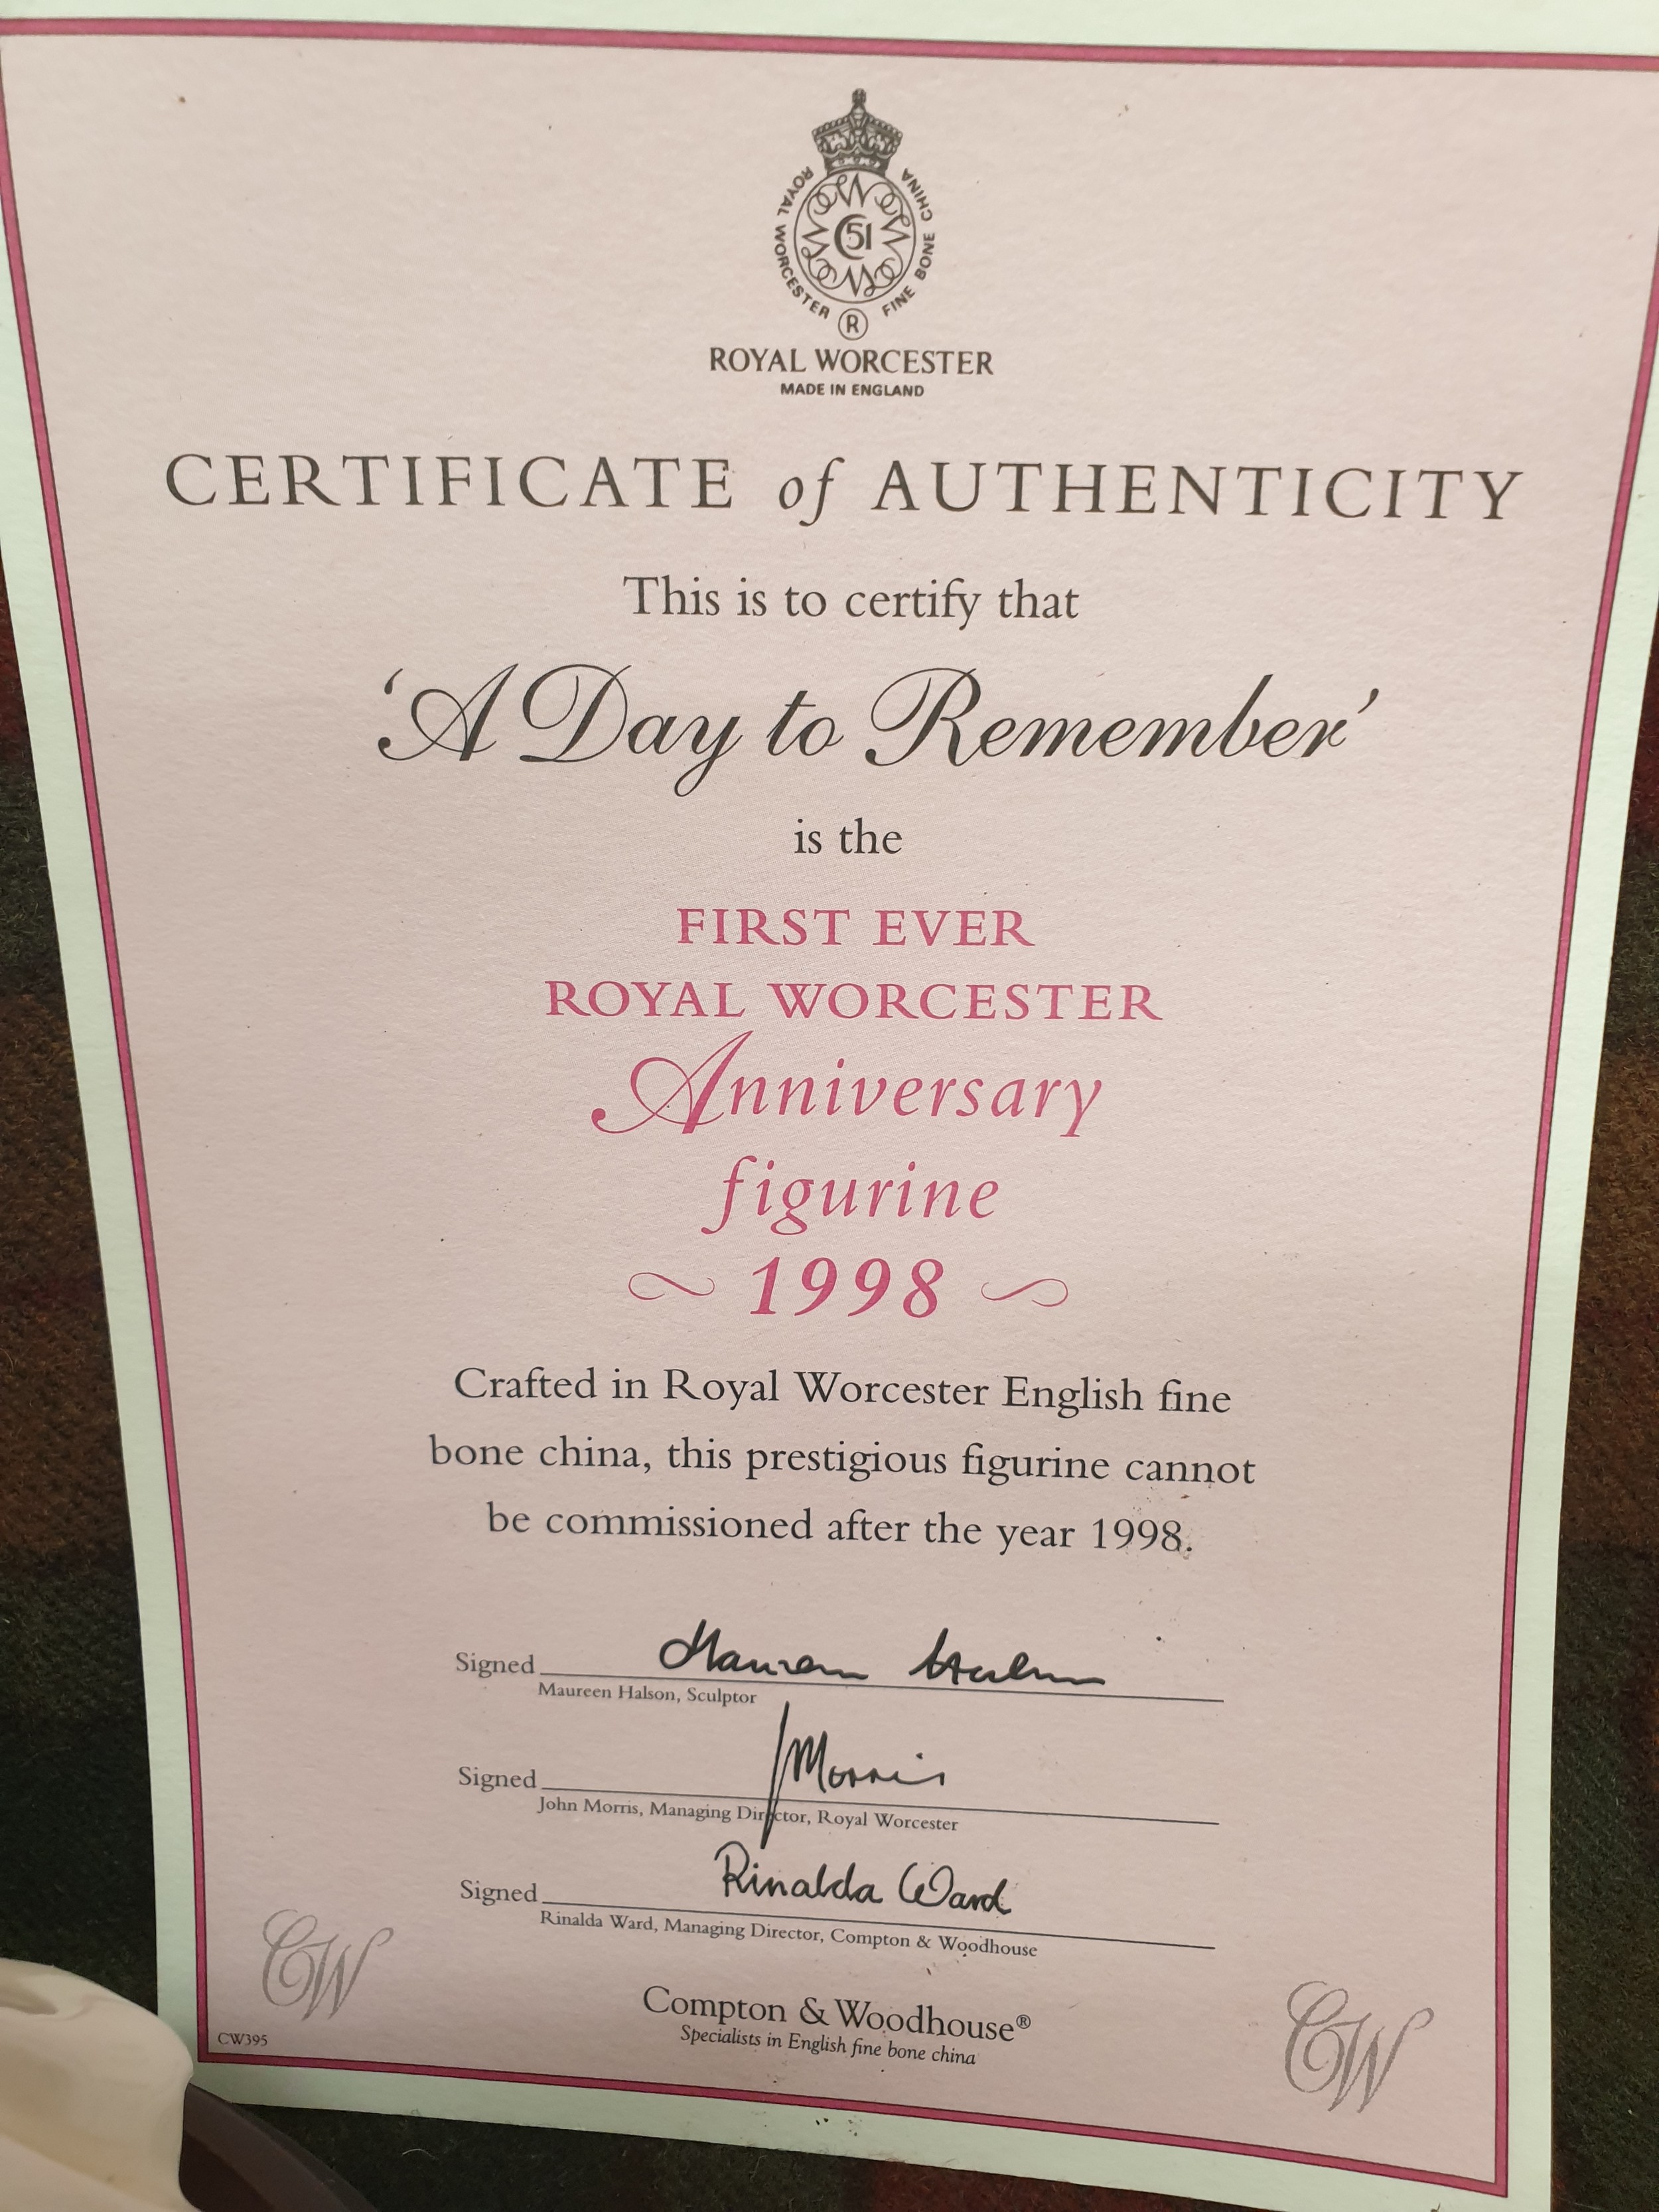 ROYAL WORCESTER FINE BONE CHINA
C51
R
ROYAL WORCESTER
MADE IN ENGLAND
CERTIFICATE of AUTHENTICITY
This is to certify that
‘A Day to Remember’
is the
FIRST EVER
ROYAL WORCESTER
Anniversary
figurine
~ 1998 ~
Crafted in Royal Worcester English fine
bone china, this prestigious figurine cannot
be commissioned after the year 1998.
Signed Maureen Halson
Maureen Halson, Sculptor
Signed J Morris
John Morris, Managing Director, Royal Worcester
Signed Rinalda Ward
Rinalda Ward, Managing Director, Compton & Woodhouse
CW
Compton & Woodhouse®
Specialists in English fine bone china
CW
CW395